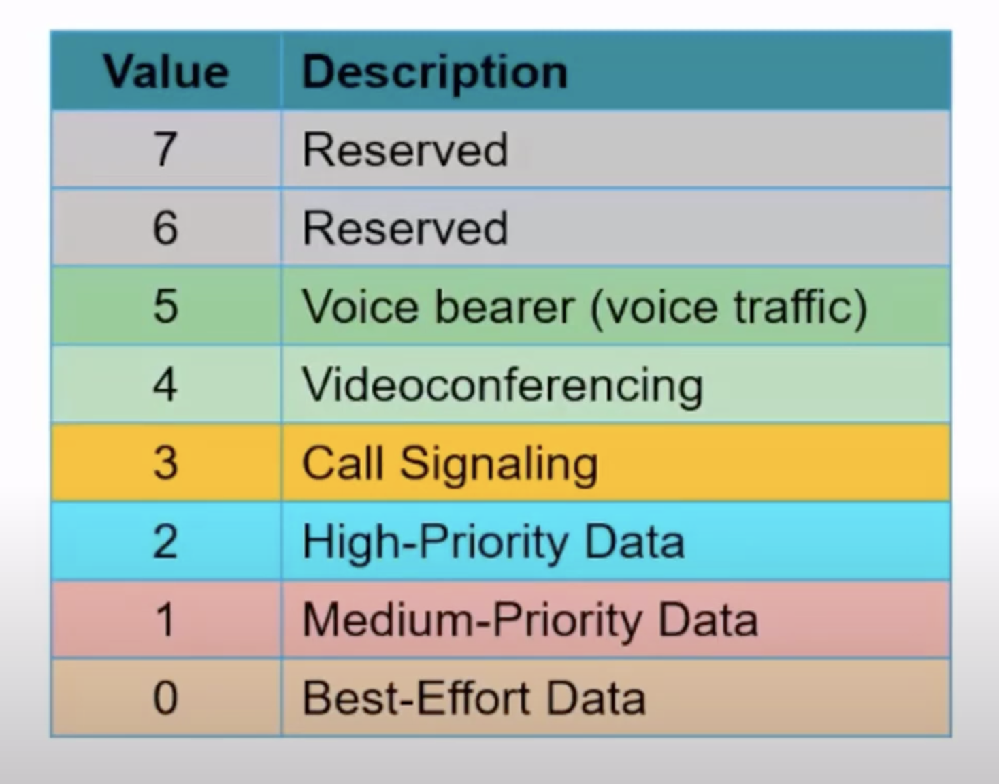 Value Description
7 Reserved
6 Reserved
5 Voice bearer (voice traffic)
4 Videoconferencing
3 Call Signaling
2 High-Priority Data
1 Medium-Priority Data
0 Best-Effort Data